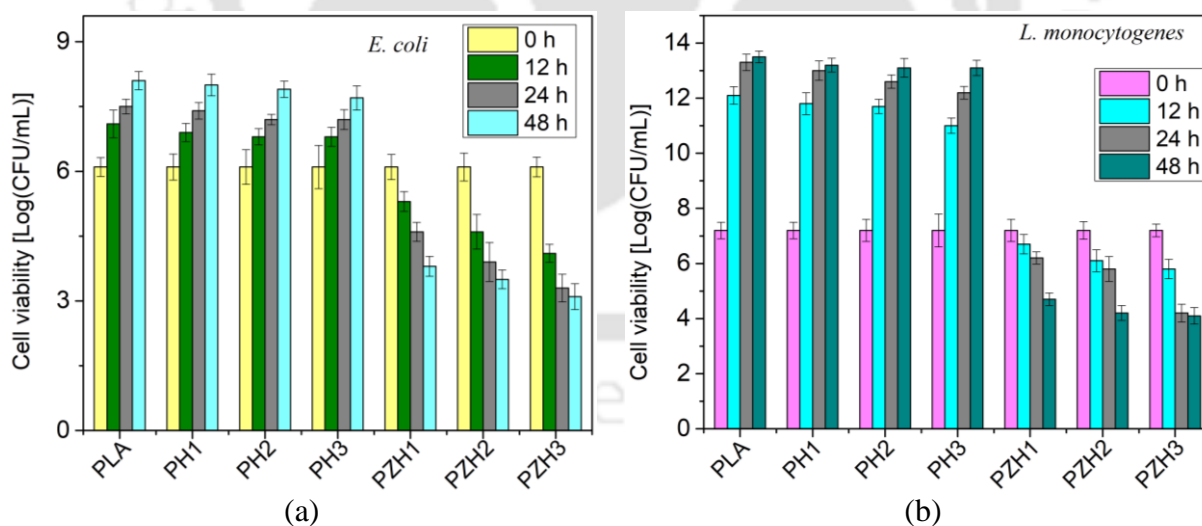 E. coli
0 h
12 h
24 h
48 h
Cell viability [Log(CFU/mL)]
9
6
3
0
PLA
PH1
PH2
PH3
PZH1
PZH2
PZH3
(a)
L. monocytogenes
0 h
12 h
24 h
48 h
Cell viability [Log(CFU/mL)]
14
12
10
8
6
4
2
0
PLA
PH1
PH2
PH3
PZH1
PZH2
PZH3
(b)